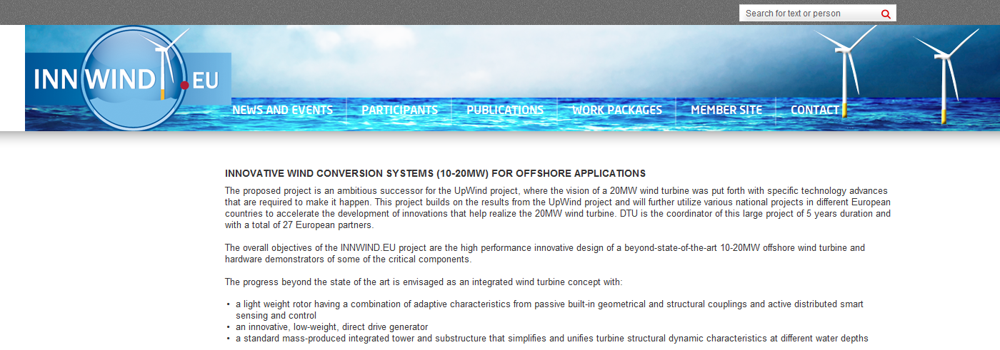 Search for text or person
INNWIND.EU
NEWS AND EVENTS PARTICIPANTS PUBLICATIONS WORK PACKAGES MEMBER SITE CONTACT
INNOVATIVE WIND CONVERSION SYSTEMS (10-20MW) FOR OFFSHORE APPLICATIONS
The proposed project is an ambitious successor for the UpWind project, where the vision of a 20MW wind turbine was put forth with specific technology advances
that are required to make it happen. This project builds on the results from the UpWind project and will further utilize various national projects in different European
countries to accelerate the development of innovations that help realize the 20MW wind turbine. DTU is the coordinator of this large project of 5 years duration and
with a total of 27 European partners.
The overall objectives of the INNWIND.EU project are the high performance innovative design of a beyond-state-of-the-art 10-20MW offshore wind turbine and
hardware demonstrators of some of the critical components.
The progress beyond the state of the art is envisaged as an integrated wind turbine concept with:
• a light weight rotor having a combination of adaptive characteristics from passive built-in geometrical and structural couplings and active distributed smart
sensing and control
• an innovative, low-weight, direct drive generator
• a standard mass-produced integrated tower and substructure that simplifies and unifies turbine structural dynamic characteristics at different water depths